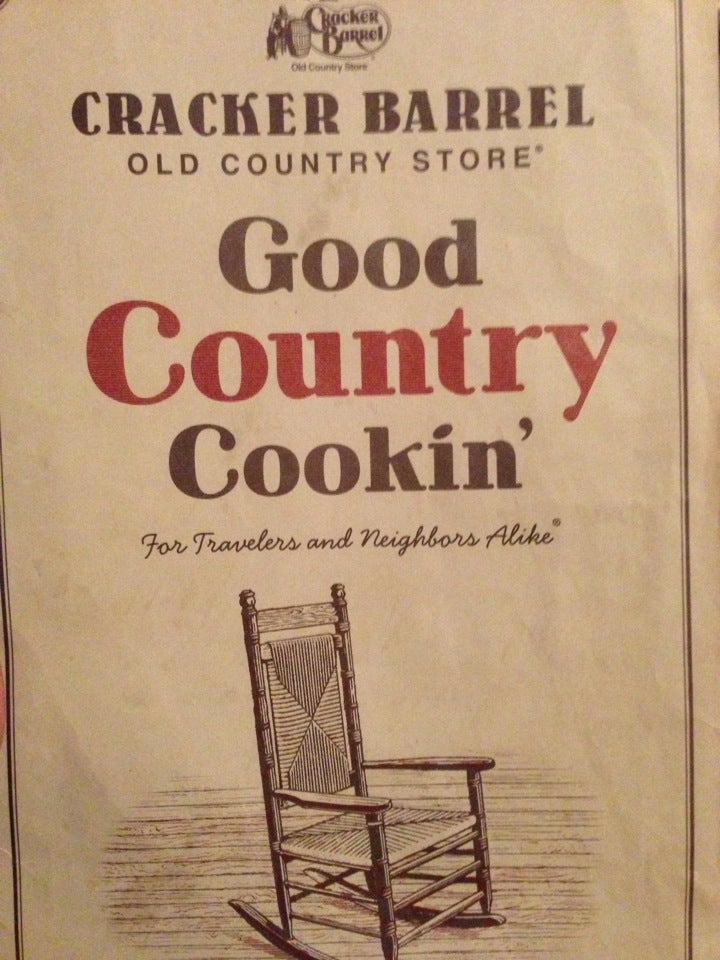 Cracker
Barrel
Old Country Store
CRACKER BARREL
OLD COUNTRY STORE®
Good
Country
Cookin'
For Travelers and Neighbors Alike®